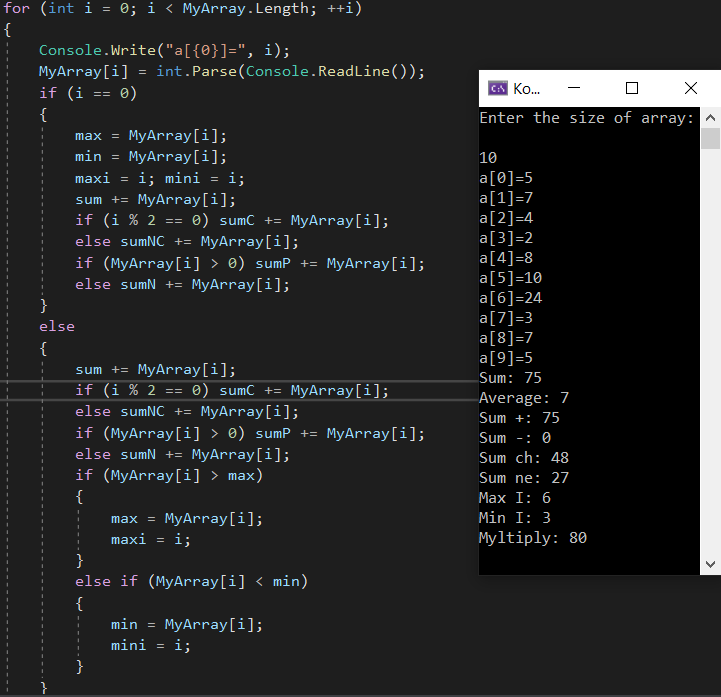 for (int i = 0; i < MyArray.Length; ++i)
{
Console.Write("a[{0}]=", i);
MyArray[i] = int.Parse(Console.ReadLine());
if (i == 0)
{
max = MyArray[i];
min = MyArray[i];
maxi = i; mini = i;
sum += MyArray[i];
if (i % 2 == 0) sumC += MyArray[i];
else sumNC += MyArray[i];
if (MyArray[i] > 0) sumP += MyArray[i];
else sumN += MyArray[i];
}
else
{
sum += MyArray[i];
if (i % 2 == 0) sumC += MyArray[i];
else sumNC += MyArray[i];
if (MyArray[i] > 0) sumP += MyArray[i];
else sumN += MyArray[i];
if (MyArray[i] > max)
{
max = MyArray[i];
maxi = i;
}
else if (MyArray[i] < min)
{
min = MyArray[i];
mini = i;
}
}
C:\ Ко...
Enter the size of array:
10
a[0]=5
a[1]=7
a[2]=4
a[3]=2
a[4]=8
a[5]=10
a[6]=24
a[7]=3
a[8]=7
a[9]=5
Sum: 75
Average: 7
Sum +: 75
Sum -: 0
Sum ch: 48
Sum ne: 27
Max I: 6
Min I: 3
Myltiply: 80